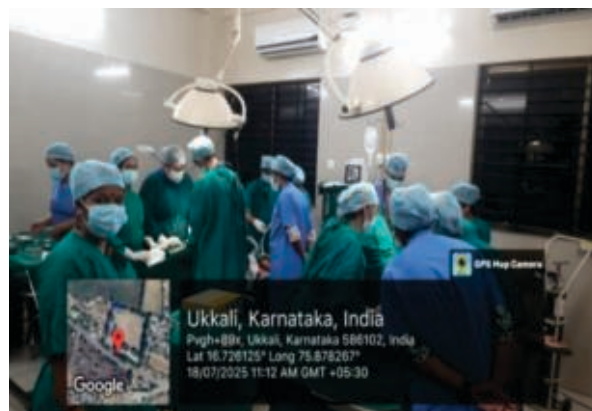 GPS Map Camera
Ukkali, Karnataka, India
Pvgh+89x, Ukkali, Karnataka 586102, India
Lat 16.726125° Long 75.878267°
18/07/2025 11:12 AM GMT +05:30
Google